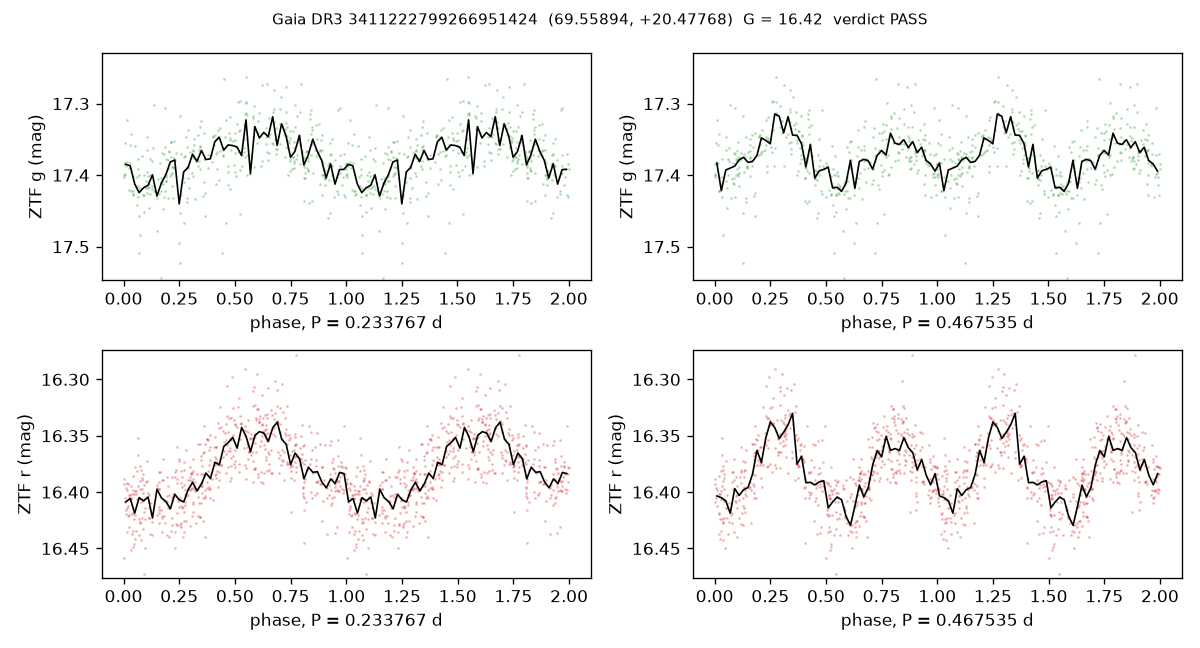 Gaia DR3 3411222799266951424 (69.55894, +20.47768) G = 16.42 verdict PASS
ZTF g (mag)
17.3
17.4
17.5
0.00 0.25 0.50 0.75 1.00 1.25 1.50 1.75 2.00
phase, P = 0.233767 d
ZTF g (mag)
17.3
17.4
17.5
0.00 0.25 0.50 0.75 1.00 1.25 1.50 1.75 2.00
phase, P = 0.467535 d
ZTF r (mag)
16.30
16.35
16.40
16.45
0.00 0.25 0.50 0.75 1.00 1.25 1.50 1.75 2.00
phase, P = 0.233767 d
ZTF r (mag)
16.30
16.35
16.40
16.45
0.00 0.25 0.50 0.75 1.00 1.25 1.50 1.75 2.00
phase, P = 0.467535 d